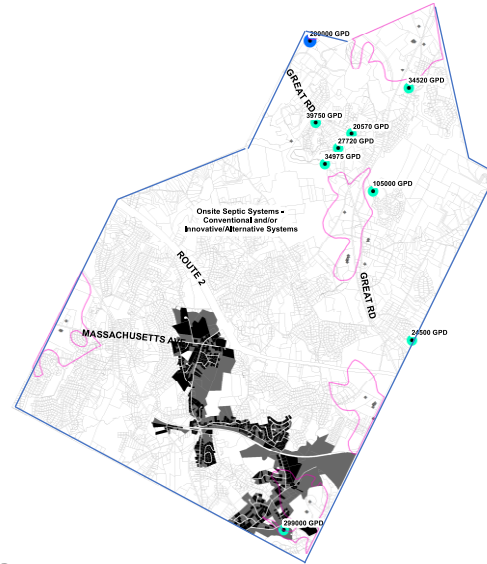 280000 GPD
GREAT RD
34520 GPD
39750 GPD
20570 GPD
27720 GPD
34975 GPD
105000 GPD
Onsite Septic Systems -
Conventional and/or
Innovative/Alternative Systems
ROUTE 2
GREAT RD
MASSACHUSETTS AVE
24500 GPD
299000 GPD